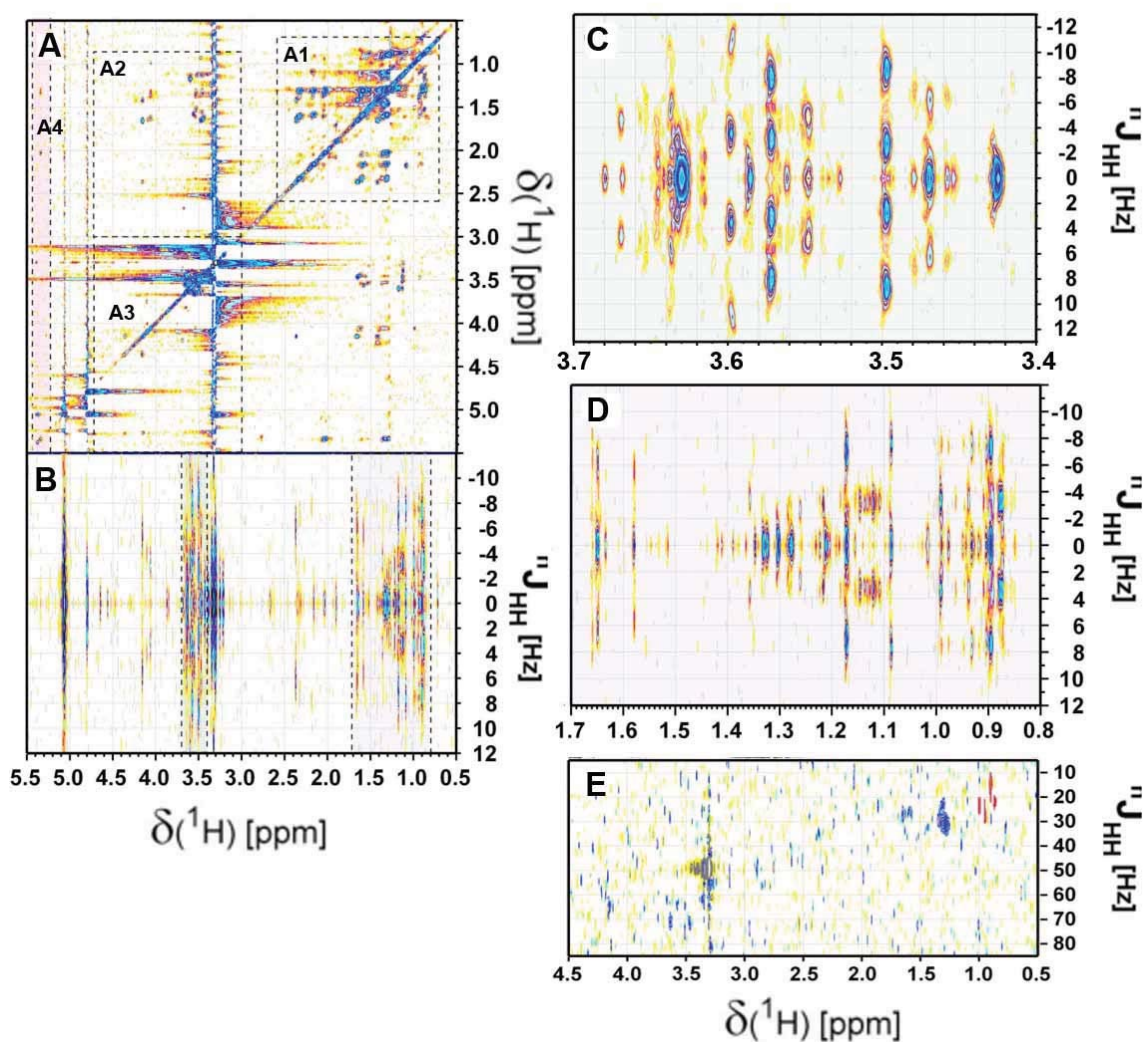 A
A1
A2
A4
A3
1.0
1.5
2.0
2.5
3.0
3.5
4.0
4.5
5.0
δ(¹H) [ppm]
B
-10
-8
-6
-4
-2
0
2
4
6
8
10
12
"J_HH [Hz]
5.5 5.0 4.5 4.0 3.5 3.0 2.5 2.0 1.5 1.0 0.5
δ(¹H) [ppm]
C
-12
-10
-8
-6
-4
-2
0
2
4
6
8
10
12
"J_HH [Hz]
3.7 3.6 3.5 3.4
D
-10
-8
-6
-4
-2
0
2
4
6
8
10
12
"J_HH [Hz]
1.7 1.6 1.5 1.4 1.3 1.2 1.1 1.0 0.9 0.8
E
10
20
30
40
50
60
70
80
"J_HH [Hz]
4.5 4.0 3.5 3.0 2.5 2.0 1.5 1.0 0.5
δ(¹H) [ppm]